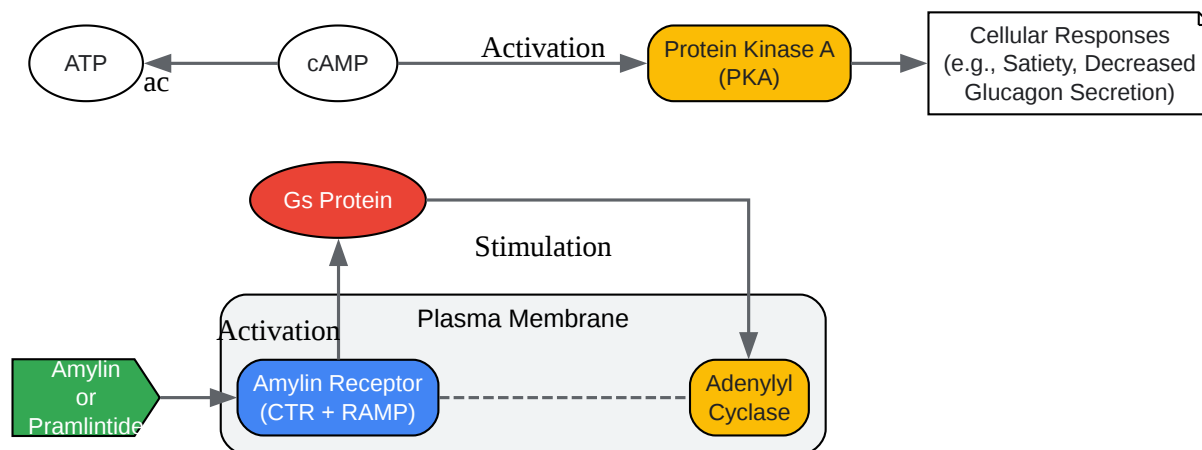 ATP
ac
cAMP
Activation
Protein Kinase A
(PKA)
Cellular Responses
(e.g., Satiety, Decreased
Glucagon Secretion)
Gs Protein
Stimulation
Plasma Membrane
Activation
Amylin
or
Pramlintide
Amylin Receptor
(CTR + RAMP)
Adenylyl
Cyclase